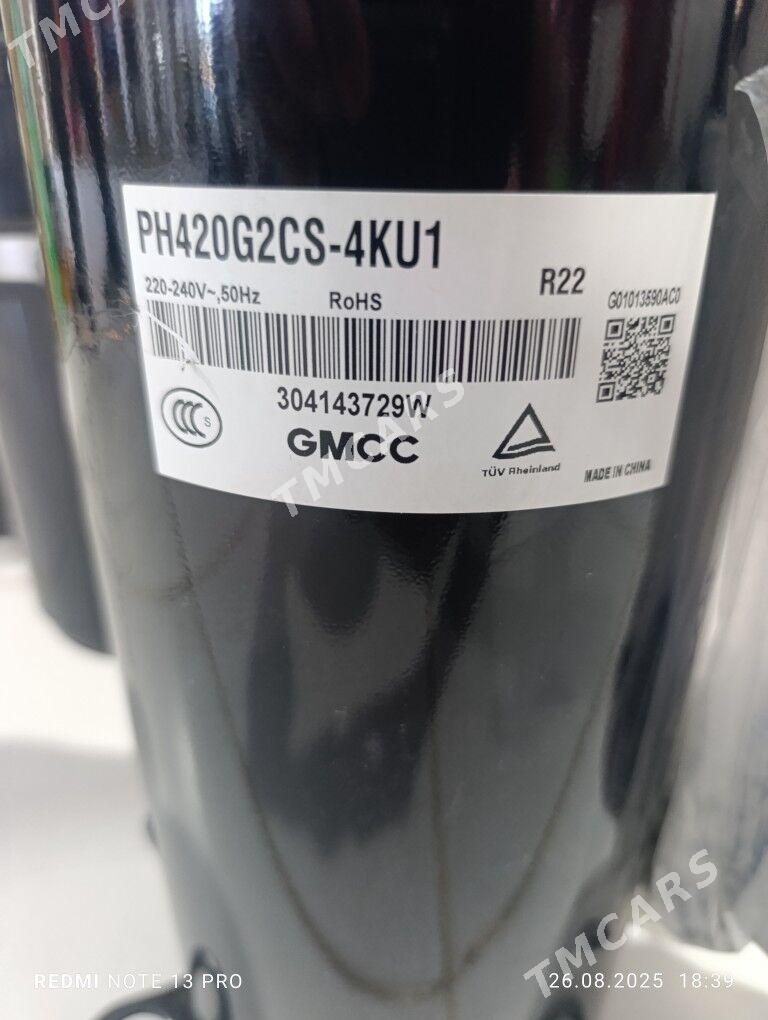 TMCARS
PH420G2CS-4KU1
220-240V~,50Hz RoHS R22 G01013590AC0
304143729W
CCC S
GMCC
TÜV Rheinland
MADE IN CHINA
TMCARS
TMCARS
REDMI NOTE 13 PRO 26.08.2025 18:39